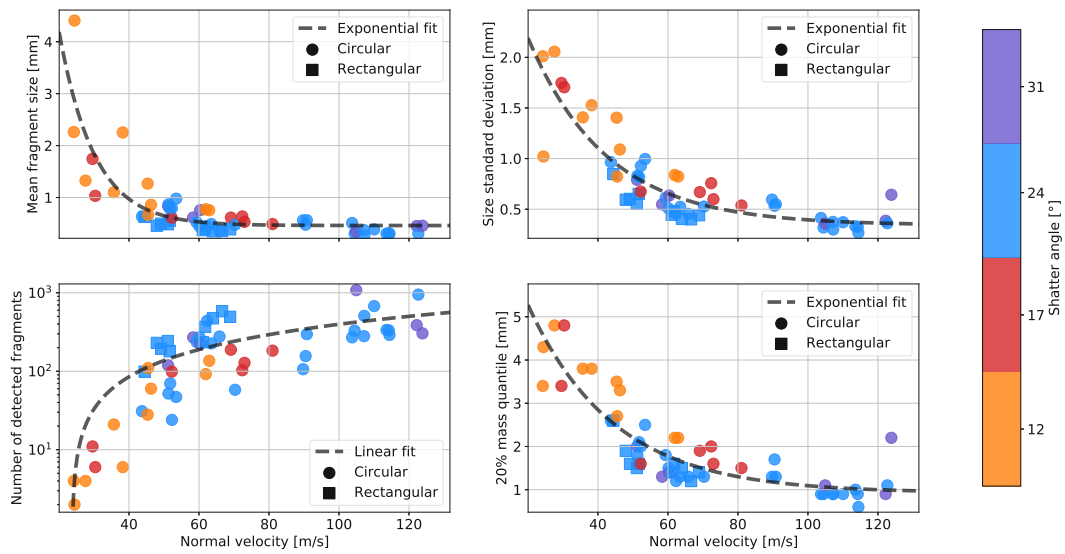 Mean fragment size [mm]
4
3
2
1
Exponential fit
Circular
Rectangular
Size standard deviation [mm]
2.0
1.5
1.0
0.5
Exponential fit
Circular
Rectangular
Number of detected fragments
10³
10²
10¹
Linear fit
Circular
Rectangular
40 60 80 100 120
Normal velocity [m/s]
20% mass quantile [mm]
5
4
3
2
1
Exponential fit
Circular
Rectangular
40 60 80 100 120
Normal velocity [m/s]
31
24
17
12
Shatter angle [°]